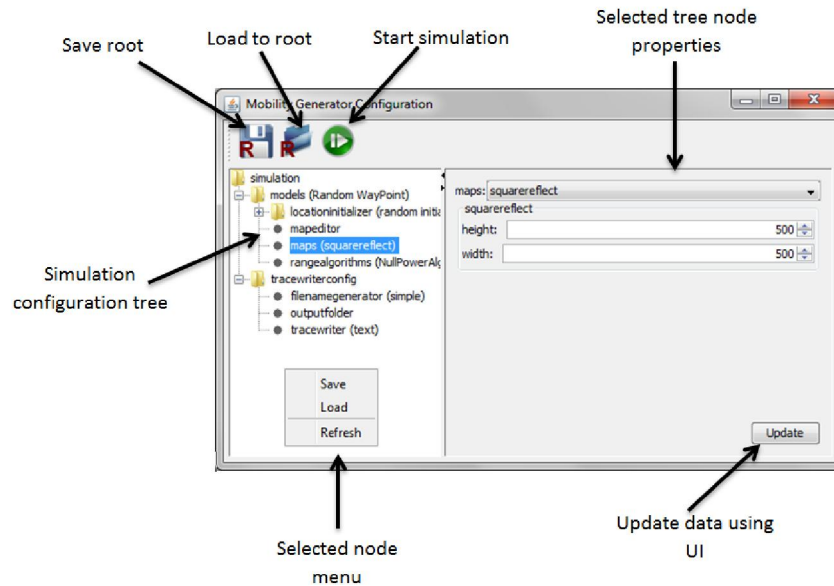 Selected tree node
properties
Save root
Load to root
Start simulation
Mobility Generator Configuration
R
R
simulation
models (Random WayPoint)
locationinitializer (random initia
mapeditor
maps (squarereflect)
rangealgorithms (NullPowerAlg
tracewriterconfig
filenamegenerator (simple)
outputfolder
tracewriter (text)
maps: squarereflect
squarereflect
height: 500
width: 500
Simulation
configuration tree
Save
Load
Refresh
Update
Selected node
menu
Update data using
UI